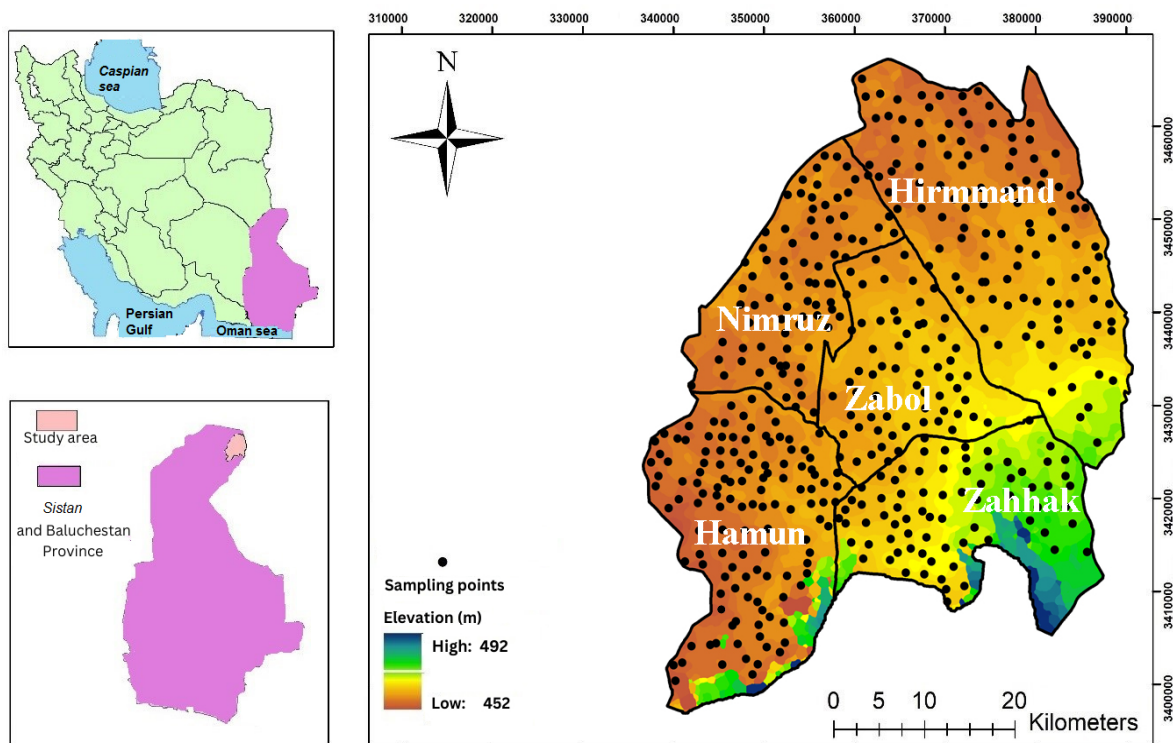 Caspian
sea
Persian
Gulf
Oman sea
Study area
Sistan
and Baluchestan
Province
310000 320000 330000 340000 350000 360000 370000 380000 390000
N
3460000
3450000
3440000
3430000
3420000
3410000
3400000
Hirmmand
Nimruz
Zabol
Zahhak
Hamun
Sampling points
Elevation (m)
High: 492
Low: 452
0 5 10 20
Kilometers